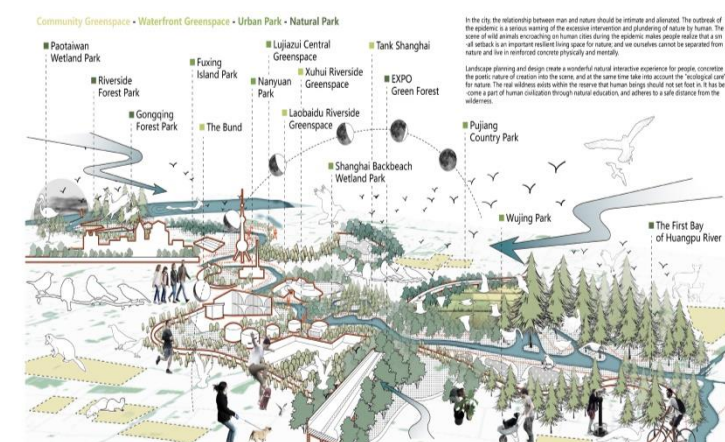 Community Greenspace - Waterfront Greenspace - Urban Park - Natural Park
In the city, the relationship between man and nature should be intimate and alienated. The outbreak of
the epidemic is a serious warning of the excessive intervention and plundering of nature by human. The
scene of wild animals encroaching on human cities during the epidemic makes people realize that a sm
-all setback is an important resilient living space for nature, and we ourselves cannot be separated from
nature and live in reinforced concrete physically and mentally.
Landscape planning and design create a wonderful natural interactive experience for people, concretize
the poetic nature of creation into the scene, and at the same time take into account the "ecological care"
for nature. The real wildness exists within the reserve that human beings should not set foot in. It has be
-come a part of human civilization through natural education, and adheres to a safe distance from the
wilderness.
Paotaiwan
Wetland Park
Riverside
Forest Park
Gongqing
Forest Park
Fuxing
Island Park
The Bund
Lujiazui Central
Greenspace
Nanyuan
Park
Xuhui Riverside
Greenspace
Laobaidu Riverside
Greenspace
Tank Shanghai
EXPO
Green Forest
Shanghai Backbeach
Wetland Park
Pujiang
Country Park
Wujing Park
The First Bay
of Huangpu River